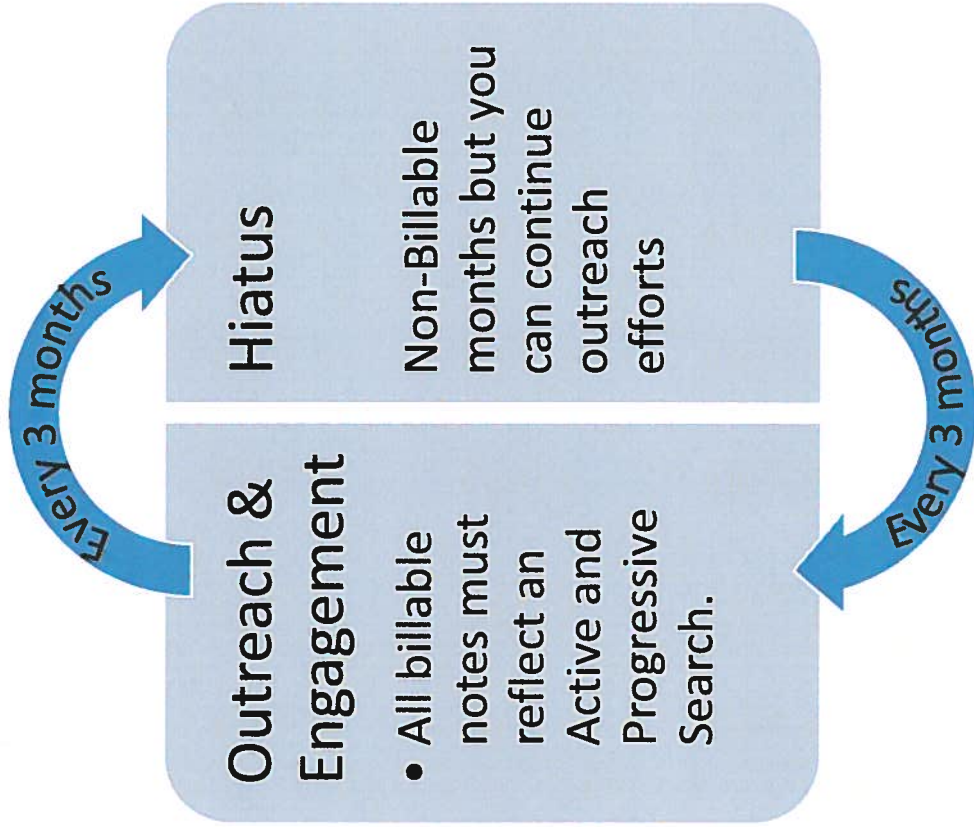 Every 3 months
Outreach &
Engagement
• All billable
notes must
reflect an
Active and
Progressive
Search.
Hiatus
Non-Billable
months but you
can continue
outreach
efforts
Every 3 months